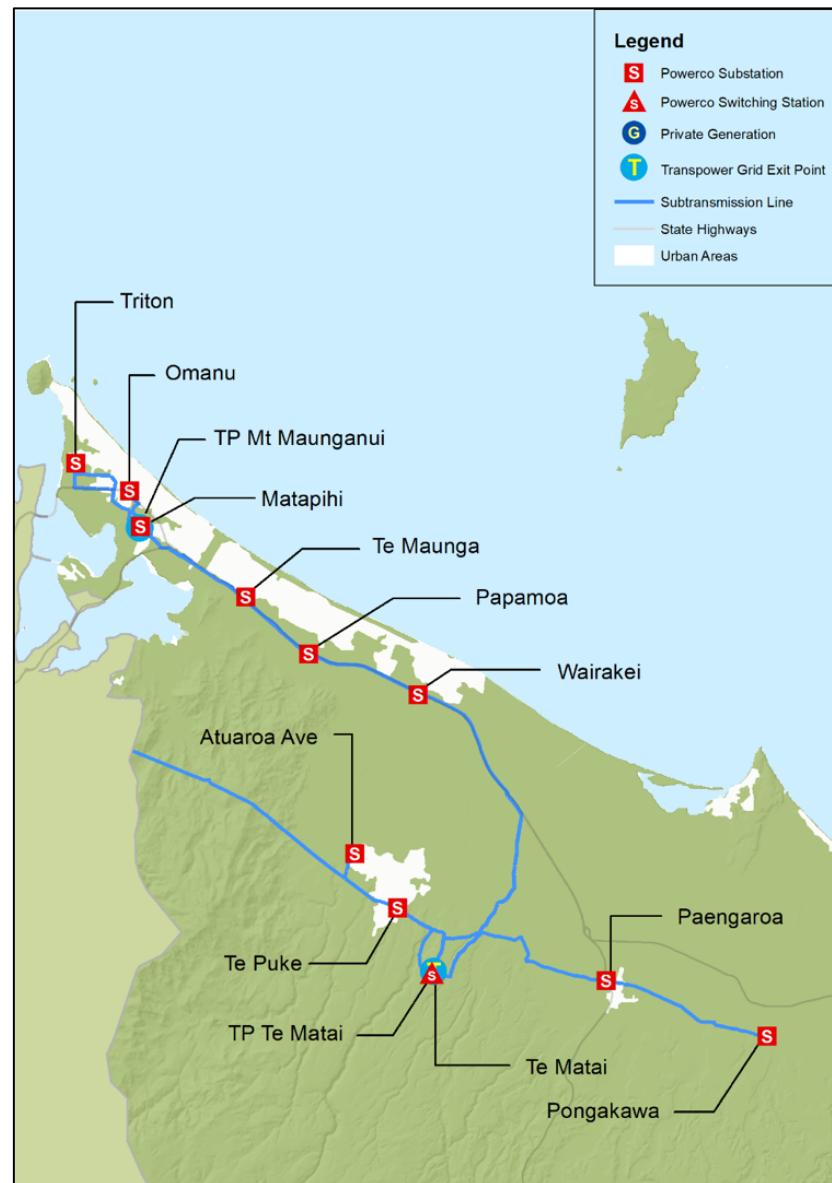 Legend
S Powerco Substation
S Powerco Switching Station
G Private Generation
T Transpower Grid Exit Point
Subtransmission Line
State Highways
Urban Areas
Triton
Omanu
TP Mt Maunganui
S
S
Matapihi
S
Te Maunga
S
Papamoa
S
Wairakei
S
Atuaroa Ave
S
S
Paengaroa
Te Puke
S
S
TP Te Matai
S
Te Matai
Pongakawa